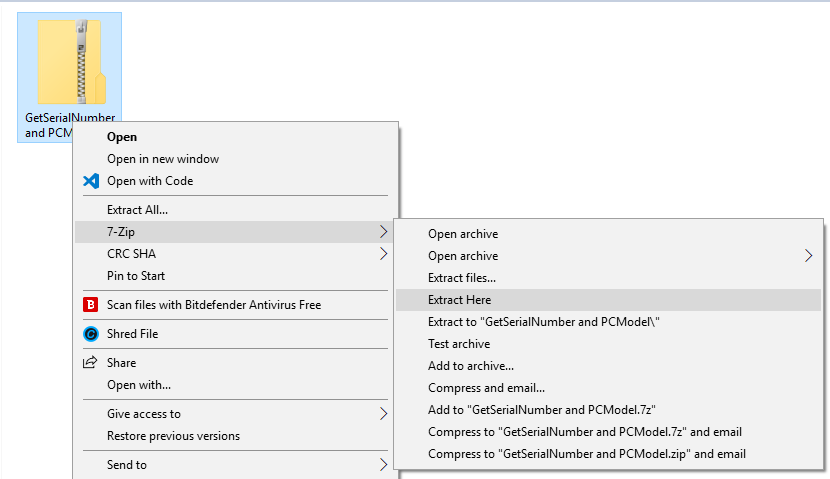 GetSerialNumber
and PCM
Open
Open in new window
Open with Code
Extract All...
7-Zip
CRC SHA
Pin to Start
Scan files with Bitdefender Antivirus Free
Shred File
Share
Open with...
Give access to
Restore previous versions
Send to
Open archive
Open archive
Extract files...
Extract Here
Extract to "GetSerialNumber and PCModel\"
Test archive
Add to archive...
Compress and email...
Add to "GetSerialNumber and PCModel.7z"
Compress to "GetSerialNumber and PCModel.7z" and email
Compress to "GetSerialNumber and PCModel.zip" and email